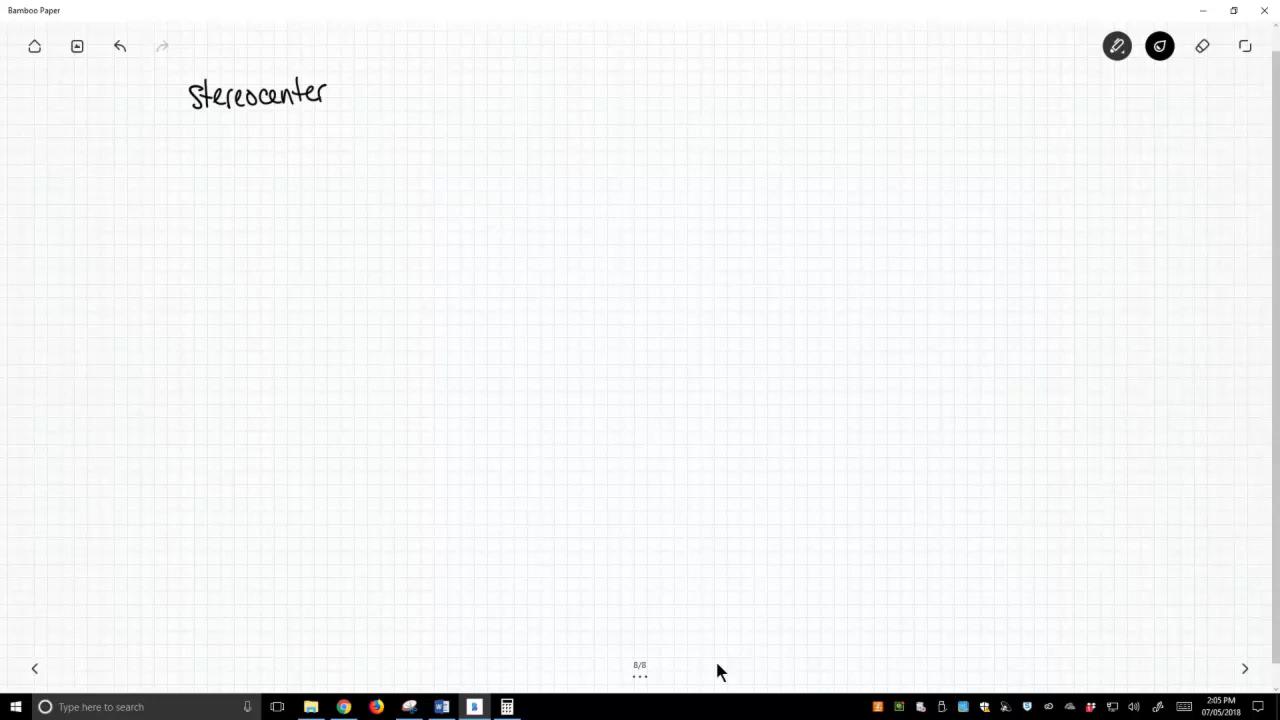 Bamboo Paper
stereocenter
8/8
Type here to search
2:05 PM
07/05/2018